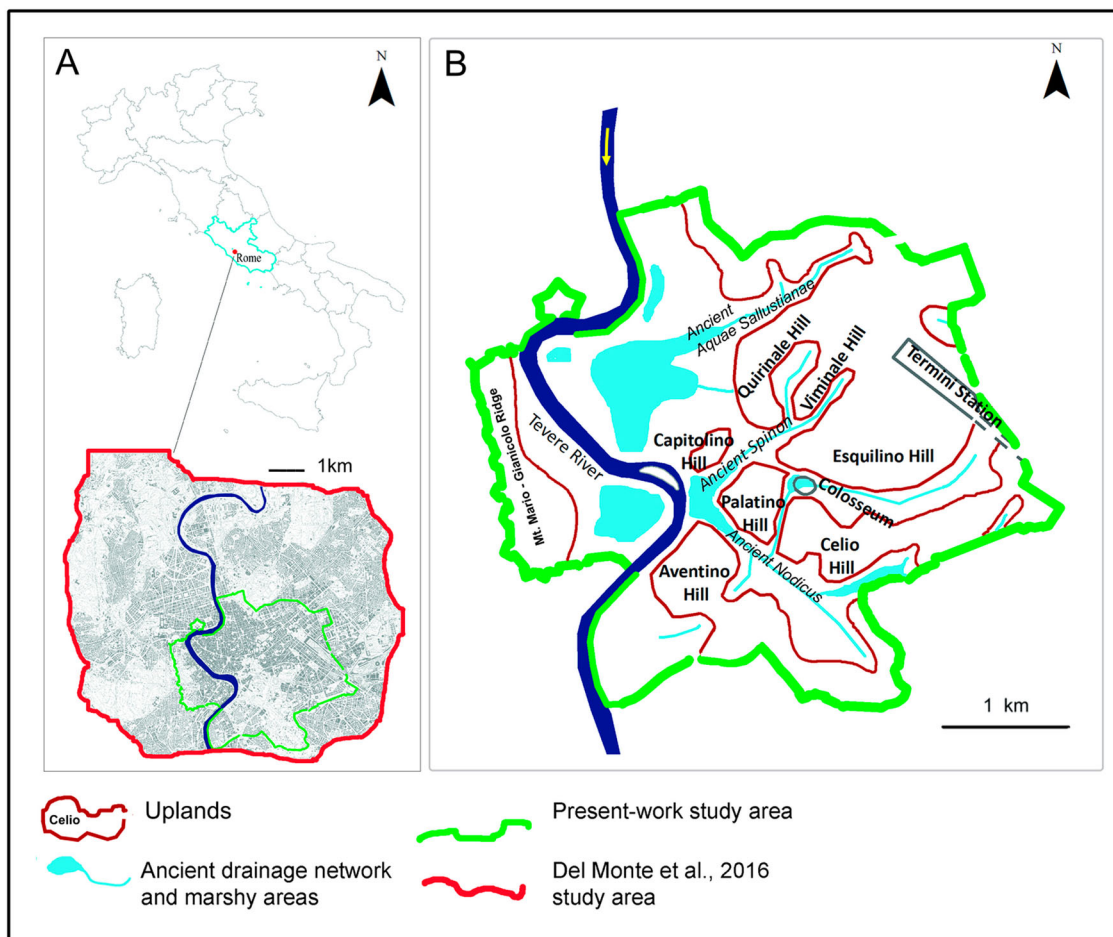 A
N
Rome
1km
B
N
Ancient
Aquae Sallustianae
Quirinale Hill
Viminale Hill
Termini Station
Mt. Mario - Gianicolo Ridge
Tevere River
Capitolino
Hill
Ancient Spinon
Esquilino Hill
Colosseum
Palatino
Hill
Celio
Hill
Ancient Nodicus
Aventino
Hill
1 km
Celio
Uplands
Ancient drainage network
and marshy areas
Present-work study area
Del Monte et al., 2016
study area